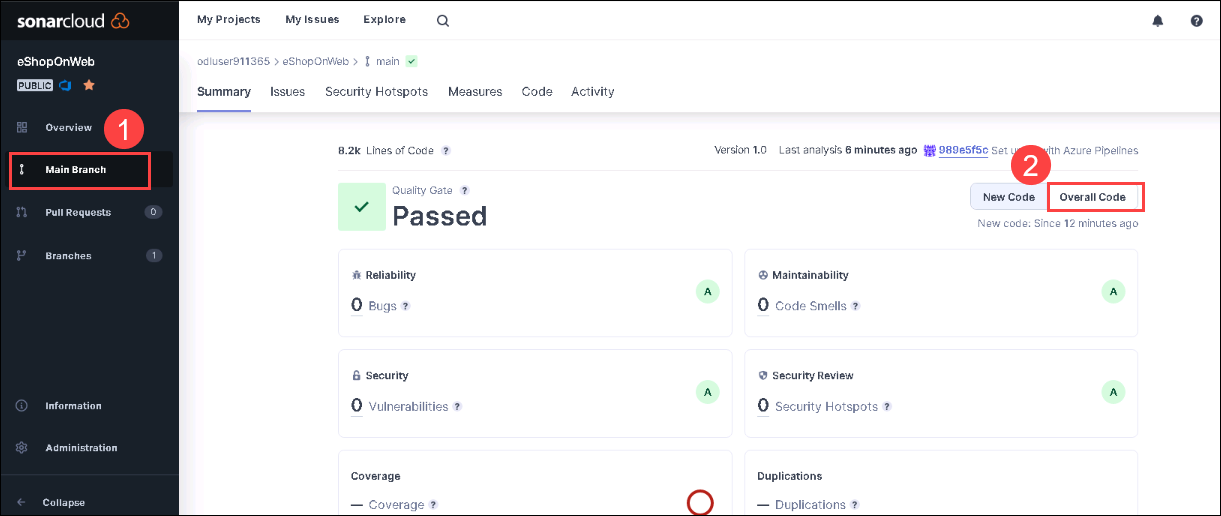 sonarcloud
My Projects My Issues Explore
eShopOnWeb
PUBLIC
odluser911365 > eShopOnWeb > main
Summary Issues Security Hotspots Measures Code Activity
Overview
1
Main Branch
Pull Requests 0
Branches 1
Information
Administration
Collapse
8.2k Lines of Code ?
Version 1.0 Last analysis 6 minutes ago 989e5f5c Set with Azure Pipelines
2
Quality Gate ?
Passed
New Code Overall Code
New code: Since 12 minutes ago
Reliability
0 Bugs ? A
Maintainability
0 Code Smells ? A
Security
0 Vulnerabilities ? A
Security Review
0 Security Hotspots ? A
Coverage
— Coverage ?
Duplications
— Duplications ?